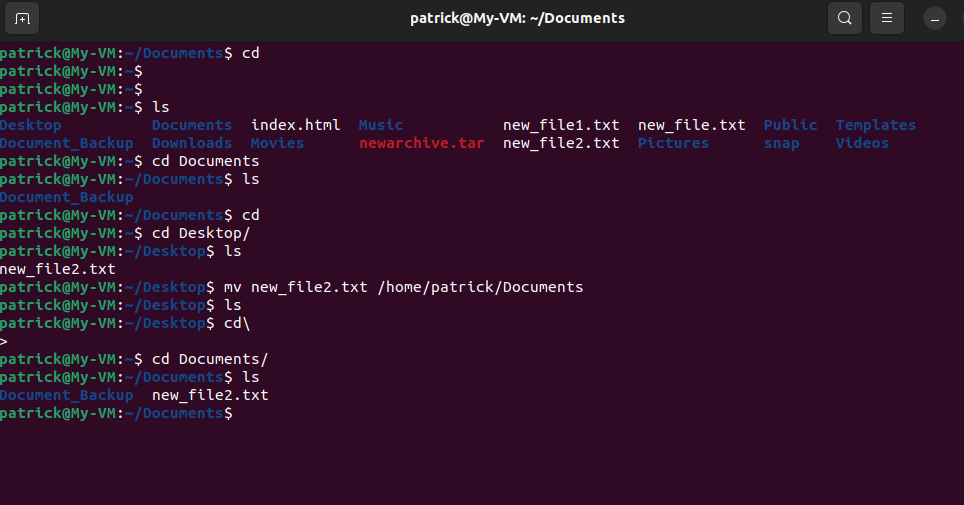 patrick@My-VM: ~/Documents
patrick@My-VM:~/Documents$ cd
patrick@My-VM:~$
patrick@My-VM:~$
patrick@My-VM:~$ ls
Desktop Documents index.html Music new_file1.txt new_file.txt Public Templates
Document_Backup Downloads Movies newarchive.tar new_file2.txt Pictures snap Videos
patrick@My-VM:~$ cd Documents
patrick@My-VM:~/Documents$ ls
Document_Backup
patrick@My-VM:~/Documents$ cd
patrick@My-VM:~$ cd Desktop/
patrick@My-VM:~/Desktop$ ls
new_file2.txt
patrick@My-VM:~/Desktop$ mv new_file2.txt /home/patrick/Documents
patrick@My-VM:~/Desktop$ ls
patrick@My-VM:~/Desktop$ cd\
>
patrick@My-VM:~$ cd Documents/
patrick@My-VM:~/Documents$ ls
Document_Backup new_file2.txt
patrick@My-VM:~/Documents$